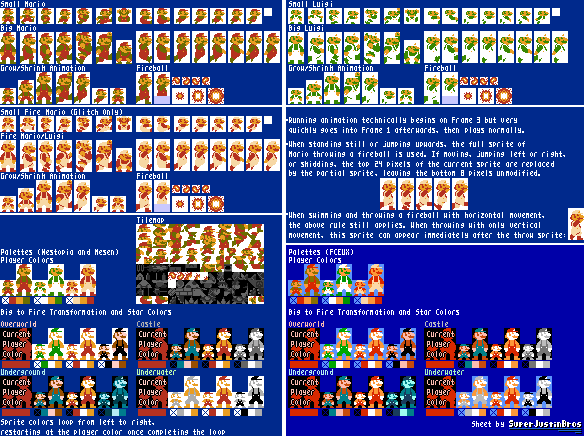 Small Mario
Big Mario
Grow/Shrink Animation
Fireball
Small Luigi
Big Luigi
Grow/Shrink Animation
Fireball
Small Fire Mario (Glitch Only)
Fire Mario/Luigi
Grow/Shrink Animation
Fireball
Running animation technically begins on Frame 3 but very
quickly goes into Frame 1 afterwards, then plays normally.
When standing still or jumping upwards, the full sprite of
Mario throwing a fireball is used. If moving, jumping left or right,
or skidding, the top 24 pixels of the current sprite are replaced
by the partial sprite, leaving the bottom 8 pixels unmodified.
When swimming and throwing a fireball with horizontal movement,
the above rule still applies. When throwing with only vertical
movement, this sprite can appear immediately after the throw sprite:
Tilemap
Palettes (Nestopia and Mesen)
Player Colors
Big to Fire Transformation and Star Colors
Overworld
Current
Player
Color
Castle
Current
Player
Color
Underground
Current
Player
Color
Underwater
Current
Player
Color
Sprite colors loop from left to right,
restarting at the player color once completing the loop
Palettes (FCEUX)
Player Colors
Big to Fire Transformation and Star Colors
Overworld
Current
Player
Color
Castle
Current
Player
Color
Underground
Current
Player
Color
Underwater
Current
Player
Color
Sheet by SuperJustinBros